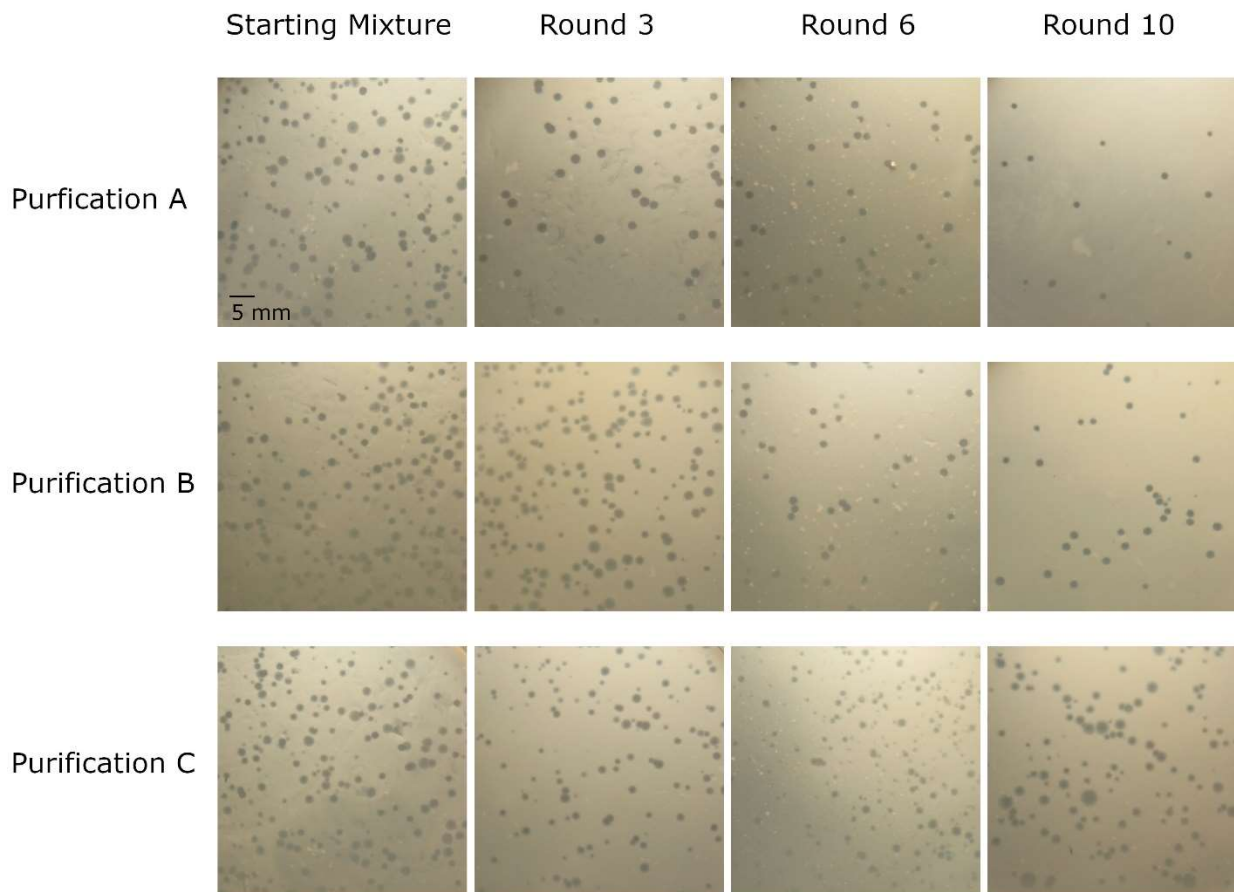 Starting Mixture Round 3 Round 6 Round 10
Purfication A
5 mm
Purification B
Purification C